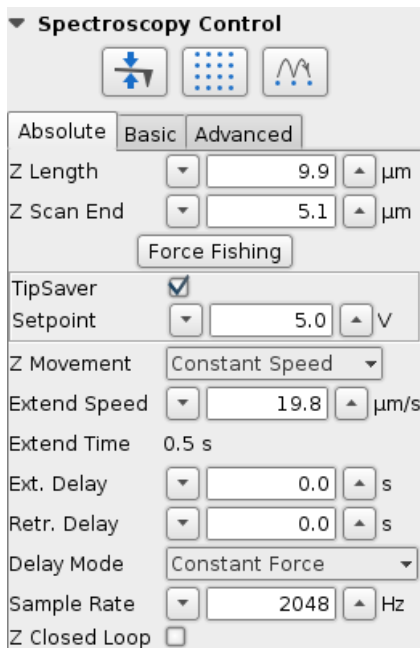 Spectroscopy Control
Absolute Basic Advanced
Z Length 9.9 μm
Z Scan End 5.1 μm
Force Fishing
TipSaver
Setpoint 5.0 V
Z Movement Constant Speed
Extend Speed 19.8 μm/s
Extend Time 0.5 s
Ext. Delay 0.0 s
Retr. Delay 0.0 s
Delay Mode Constant Force
Sample Rate 2048 Hz
Z Closed Loop